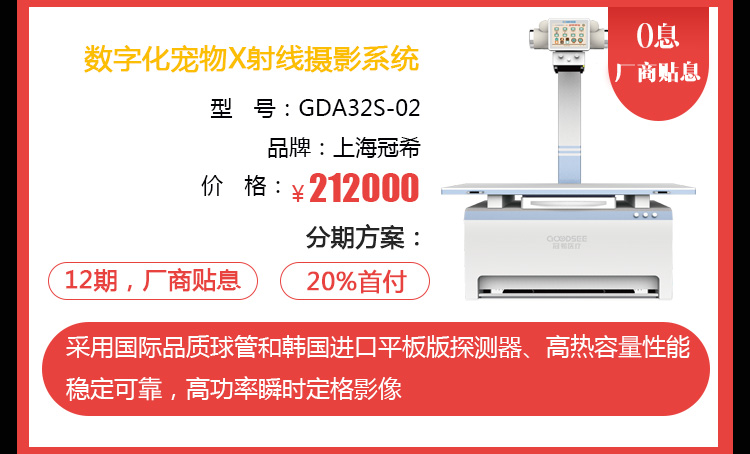 数字化宠物X射线摄影系统
0息
厂商贴息
型 号：GDA32S-02
品牌：上海冠希
价 格：￥212000
分期方案：
12期，厂商贴息
20%首付
采用国际品质球管和韩国进口平板版探测器、高热容量性能
稳定可靠，高功率瞬时定格影像